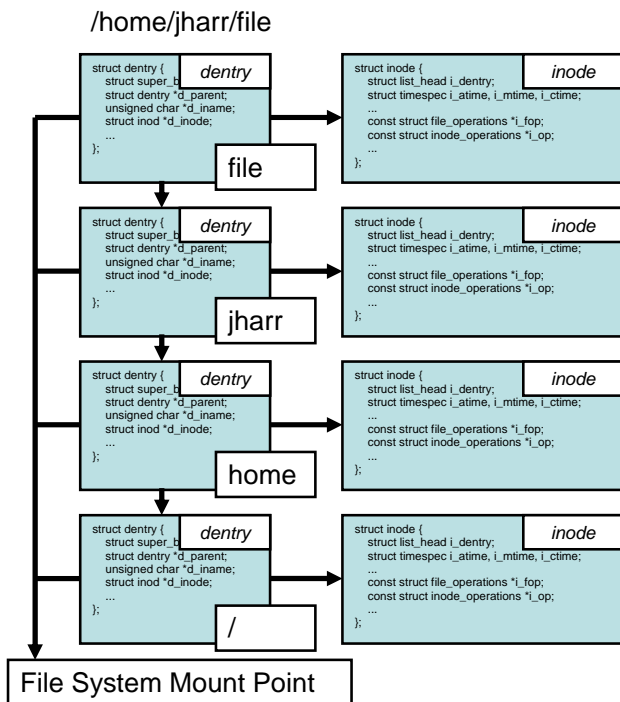 /home/jharr/file
struct dentry {
struct super_b
struct dentry *d_parent;
unsigned char *d_iname;
struct inod *d_inode;
...
};
dentry
file
struct inode {
struct list_head i_dentry;
struct timespec i_atime, i_mtime, i_ctime;
...
const struct file_operations *i_fop;
const struct inode_operations *i_op;
...
};
inode
struct dentry {
struct super_b
struct dentry *d_parent;
unsigned char *d_iname;
struct inod *d_inode;
...
};
dentry
jharr
struct inode {
struct list_head i_dentry;
struct timespec i_atime, i_mtime, i_ctime;
...
const struct file_operations *i_fop;
const struct inode_operations *i_op;
...
};
inode
struct dentry {
struct super_b
struct dentry *d_parent;
unsigned char *d_iname;
struct inod *d_inode;
...
};
dentry
home
struct inode {
struct list_head i_dentry;
struct timespec i_atime, i_mtime, i_ctime;
...
const struct file_operations *i_fop;
const struct inode_operations *i_op;
...
};
inode
struct dentry {
struct super_b
struct dentry *d_parent;
unsigned char *d_iname;
struct inod *d_inode;
...
};
dentry
/
struct inode {
struct list_head i_dentry;
struct timespec i_atime, i_mtime, i_ctime;
...
const struct file_operations *i_fop;
const struct inode_operations *i_op;
...
};
inode
File System Mount Point